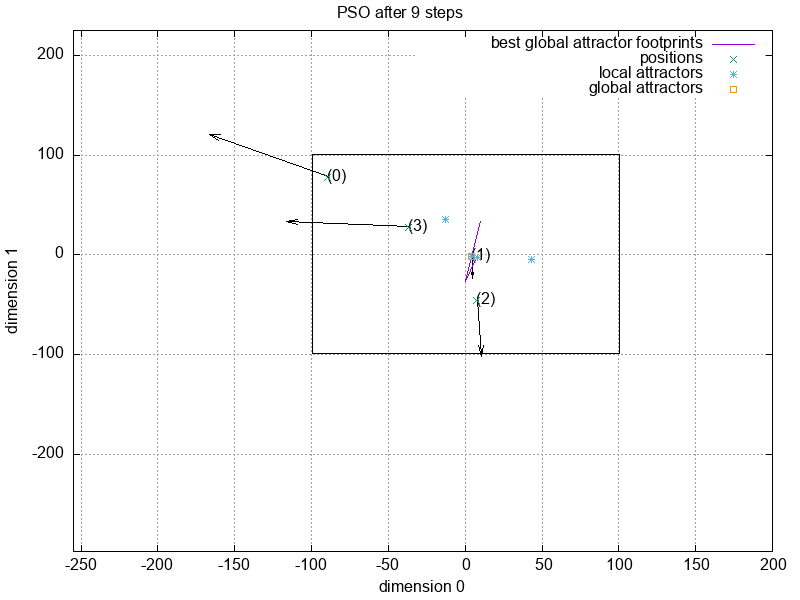 PSO after 9 steps
best global attractor footprints
positions
local attractors
global attractors
200
100
0
-100
-200
dimension 1
(0)
(3)
(1)
(2)
-250 -200 -150 -100 -50 0 50 100 150 200
dimension 0